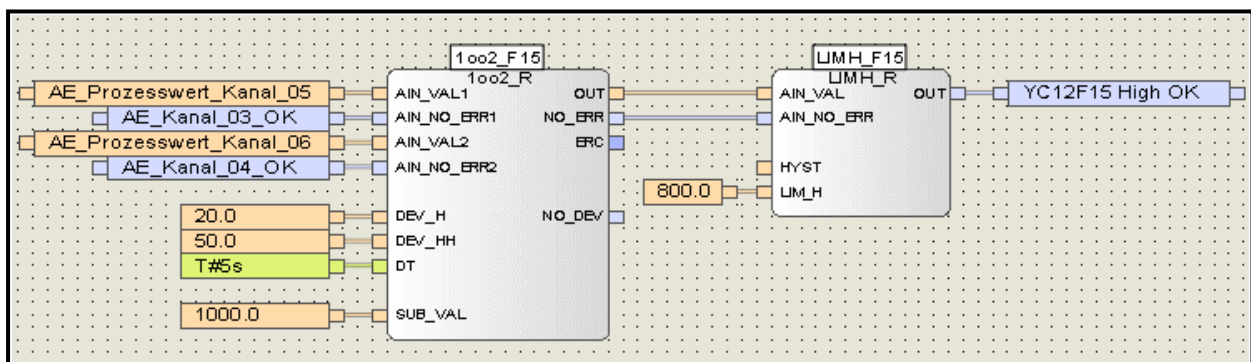 1oo2_F15
LIMH_F15
1oo2_R
LIMH_R
AE_Prozesswert_Kanal_05
AIN_VAL1
OUT
AIN_VAL
OUT
YC12F15 High OK
AE_Kanal_03_OK
AIN_NO_ERR1
NO_ERR
AIN_NO_ERR
AE_Prozesswert_Kanal_06
AIN_VAL2
ERC
AE_Kanal_04_OK
AIN_NO_ERR2
HYST
800.0
LIM_H
20.0
DEV_H
NO_DEV
50.0
DEV_HH
T#5s
DT
1000.0
SUB_VAL